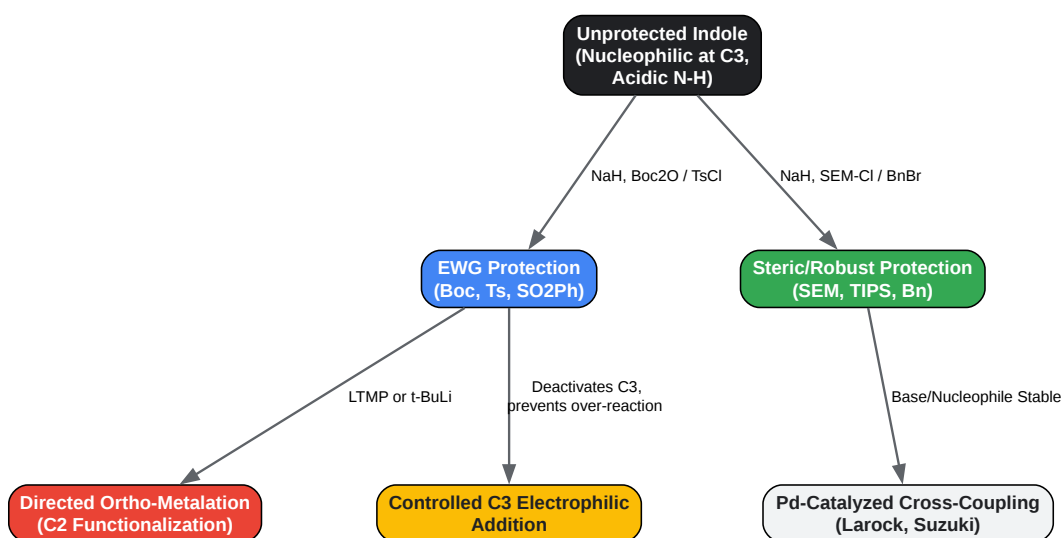 Unprotected Indole
(Nucleophilic at C3,
Acidic N-H)
NaH, Boc2O / TsCl
NaH, SEM-Cl / BnBr
EWG Protection
(Boc, Ts, SO2Ph)
Steric/Robust Protection
(SEM, TIPS, Bn)
LTMP or t-BuLi
Deactivates C3,
prevents over-reaction
Base/Nucleophile Stable
Directed Ortho-Metalation
(C2 Functionalization)
Controlled C3 Electrophilic
Addition
Pd-Catalyzed Cross-Coupling
(Larock, Suzuki)